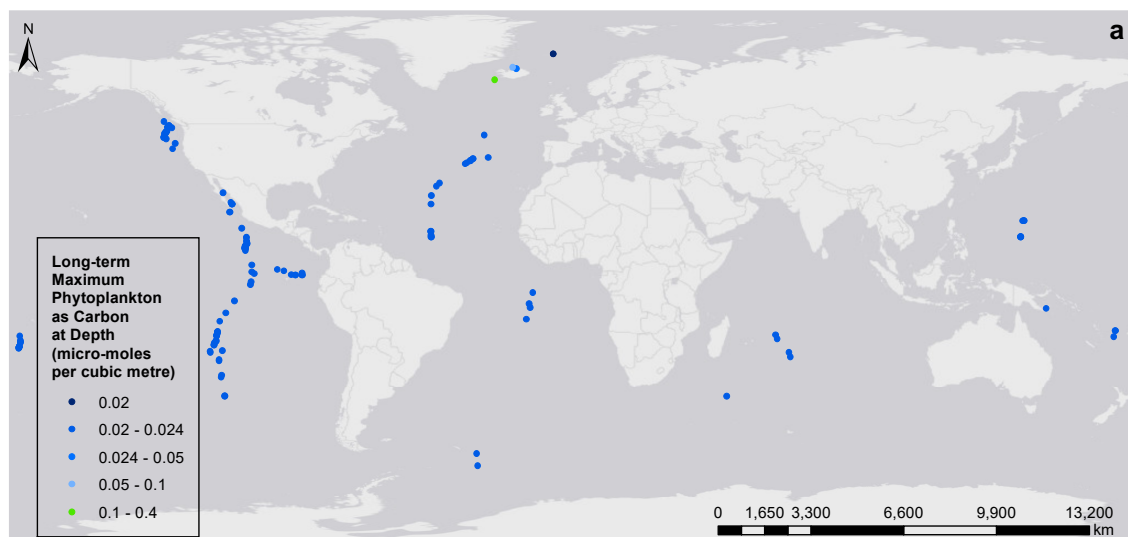 N
a
Long-term
Maximum
Phytoplankton
as Carbon
at Depth
(micro-moles
per cubic metre)
0.02
0.02 - 0.024
0.024 - 0.05
0.05 - 0.1
0.1 - 0.4
0 1,650 3,300 6,600 9,900 13,200
km